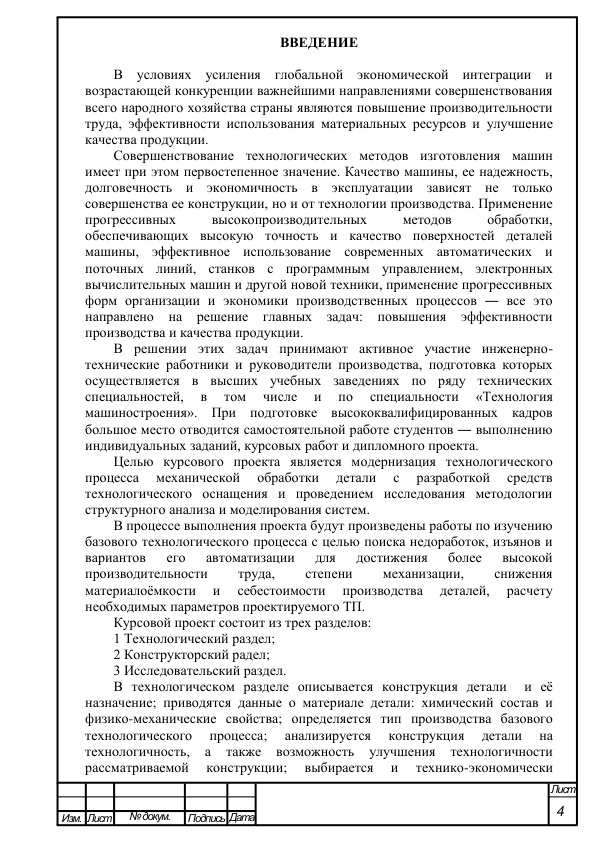 ВВЕДЕНИЕ
В условиях усиления глобальной экономической интеграции и
возрастающей конкуренции важнейшими направлениями совершенствования
всего народного хозяйства страны являются повышение производительности
труда, эффективности использования материальных ресурсов и улучшение
качества продукции.
Совершенствование технологических методов изготовления машин
имеет при этом первостепенное значение. Качество машины, ее надежность,
долговечность и экономичность в эксплуатации зависят не только
совершенства ее конструкции, но и от технологии производства. Применение
прогрессивных высокопроизводительных методов обработки,
обеспечивающих высокую точность и качество поверхностей деталей
машины, эффективное использование современных автоматических и
поточных линий, станков с программным управлением, электронных
вычислительных машин и другой новой техники, применение прогрессивных
форм организации и экономики производственных процессов — все это
направлено на решение главных задач: повышения эффективности
производства и качества продукции.
В решении этих задач принимают активное участие инженерно-
технические работники и руководители производства, подготовка которых
осуществляется в высших учебных заведениях по ряду технических
специальностей, в том числе и по специальности «Технология
машиностроения». При подготовке высококвалифицированных кадров
большое место отводится самостоятельной работе студентов — выполнению
индивидуальных заданий, курсовых работ и дипломного проекта.
Целью курсового проекта является модернизация технологического
процесса механической обработки детали с разработкой средств
технологического оснащения и проведением исследования методологии
структурного анализа и моделирования систем.
В процессе выполнения проекта будут произведены работы по изучению
базового технологического процесса с целью поиска недоработок, изъянов и
вариантов его автоматизации для достижения более высокой
производительности труда, степени механизации, снижения
материалоёмкости и себестоимости производства деталей, расчету
необходимых параметров проектируемого ТП.
Курсовой проект состоит из трех разделов:
1 Технологический раздел;
2 Конструкторский радел;
3 Исследовательский раздел.
В технологическом разделе описывается конструкция детали и её
назначение; приводятся данные о материале детали: химический состав и
физико-механические свойства; определяется тип производства базового
технологического процесса; анализируется конструкция детали на
технологичность, а также возможность улучшения технологичности
рассматриваемой конструкции; выбирается и технико-экономически
Лист
4
Изм. Лист № докум. Подпись Дата